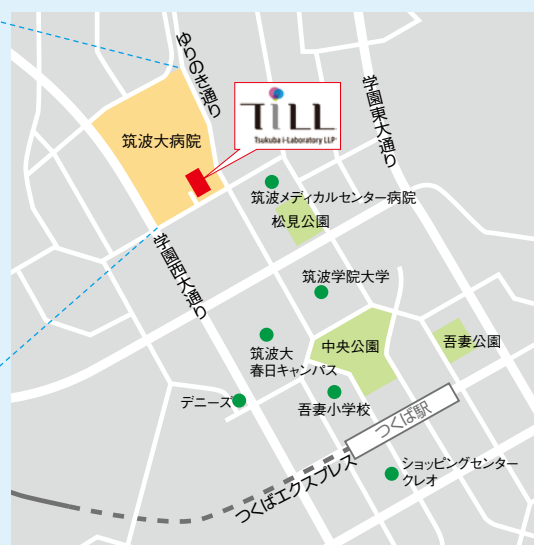 ゆりのき通り
学園東大通り
TiLL
Tsukuba i-Laboratory LLP
筑波大病院
筑波メディカルセンター病院
松見公園
学園西大通り
筑波学院大学
中央公園
吾妻公園
筑波大
春日キャンパス
デニーズ
吾妻小学校
つくば駅
つくばエクスプレス
ショッピングセンター
クレオ